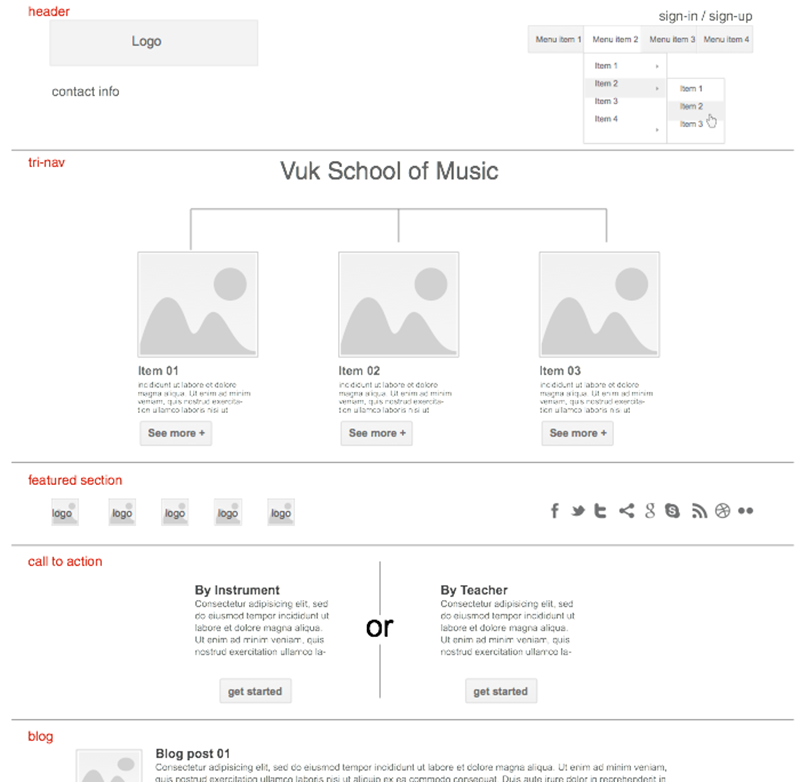 header
sign-in / sign-up
Logo
Menu item 1 Menu item 2 Menu item 3 Menu item 4
contact info
Item 1
Item 2
Item 3
Item 4
Item 1
Item 2
Item 3
tri-nav
Vuk School of Music
Item 01
incididunt ut labore et dolore
magna aliqua. Ut enim ad minim
veniam, quis nostrud exercita-
tion ullamco laboris nisi ut
See more +
Item 02
incididunt ut labore et dolore
magna aliqua. Ut enim ad minim
veniam, quis nostrud exercita-
tion ullamco laboris nisi ut
See more +
Item 03
incididunt ut labore et dolore
magna aliqua. Ut enim ad minim
veniam, quis nostrud exercita-
tion ullamco laboris nisi ut
See more +
featured section
logo logo logo logo logo
call to action
By Instrument
Consectetur adipisicing elit, sed
do eiusmod tempor incididunt ut
labore et dolore magna aliqua.
Ut enim ad minim veniam, quis
nostrud exercitation ullamco la-
get started
or
By Teacher
Consectetur adipisicing elit, sed
do eiusmod tempor incididunt ut
labore et dolore magna aliqua.
Ut enim ad minim veniam, quis
nostrud exercitation ullamco la-
get started
blog
Blog post 01
Consectetur adipisicing elit, sed do eiusmod tempor incididunt ut labore et dolore magna aliqua. Ut enim ad minim veniam,
quis nostrud exercitation ullamco laboris nisi ut aliquip ex ea commodo consequat. Duis aute irure dolor in reprehenderit in